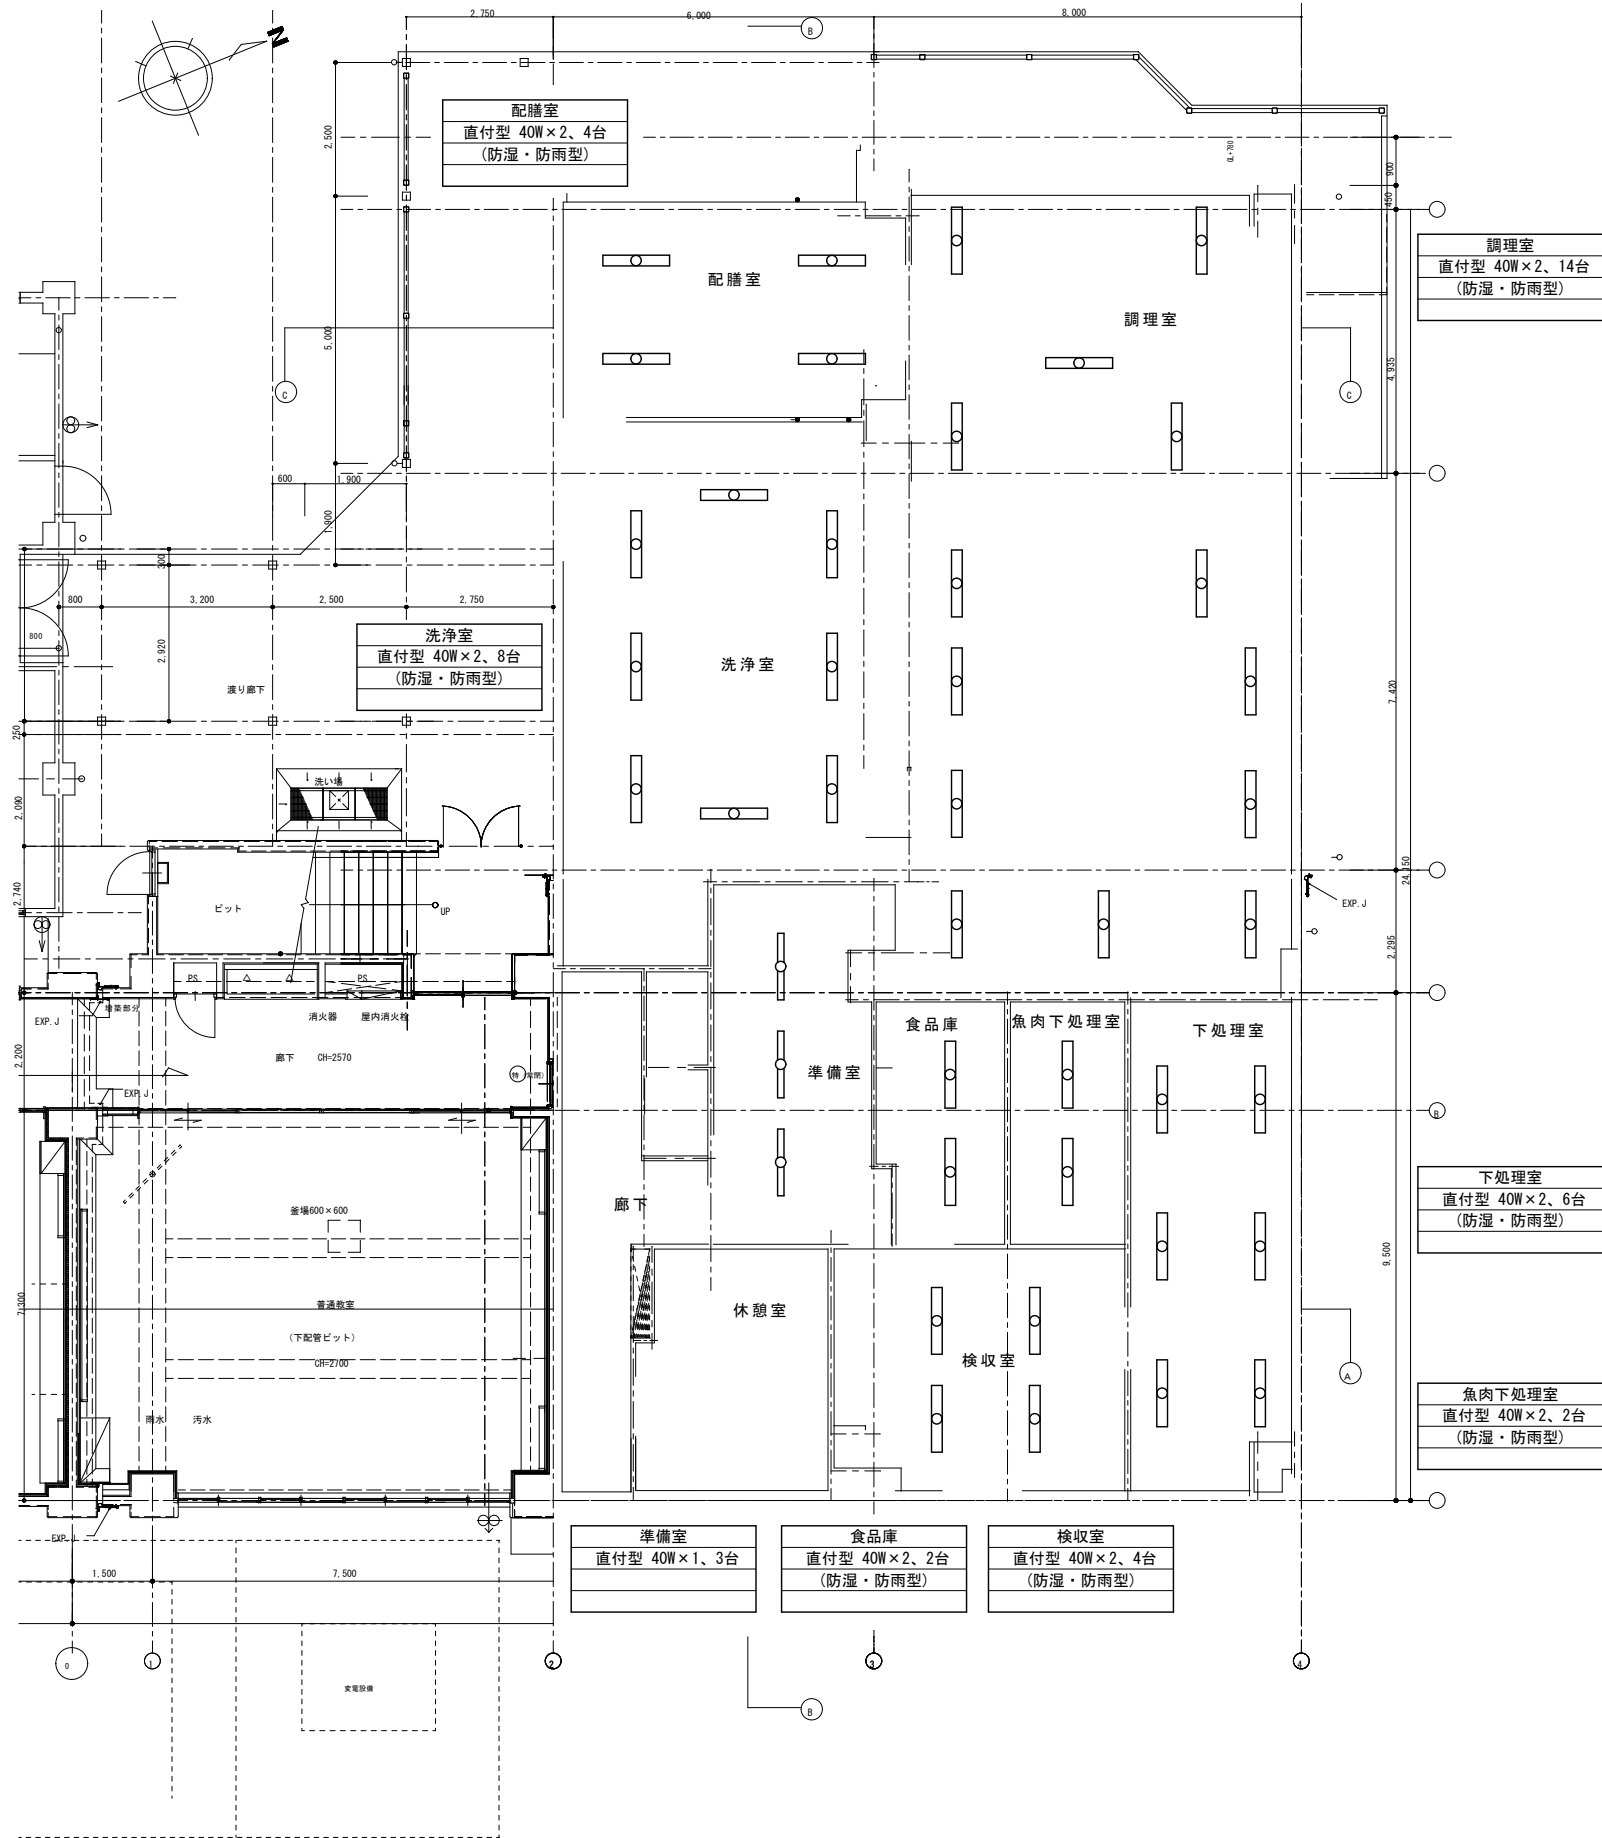 2,750
6,000
8,000
B
N
配膳室
直付型 40W×2、4台
(防湿・防雨型)
2,500
GL+700
900
450
調理室
直付型 40W×2、14台
(防湿・防雨型)
配膳室
調理室
5,000
4,935
C
C
600
1,900
1,900
300
800
3,200
2,500
2,750
800
2,920
洗浄室
直付型 40W×2、8台
(防湿・防雨型)
洗浄室
渡り廊下
7,420
250
洗い場
2,090
2,740
24,150
EXP.J
ピット
UP
2,295
PS
PS
増築部分
EXP.J
消火器
屋内消火栓
食品庫
魚肉下処理室
下処理室
2,200
廊下
CH=2570
準備室
EXP.J
B
下処理室
直付型 40W×2、6台
(防湿・防雨型)
廊下
釜場600×600
9,500
7,300
普通教室
休憩室
(下配管ピット)
検収室
CH=2700
A
魚肉下処理室
直付型 40W×2、2台
(防湿・防雨型)
雨水
汚水
EXP.J
準備室
直付型 40W×1、3台
食品庫
直付型 40W×2、2台
(防湿・防雨型)
検収室
直付型 40W×2、4台
(防湿・防雨型)
1,500
7,500
0
1
2
3
4
変電設備
B